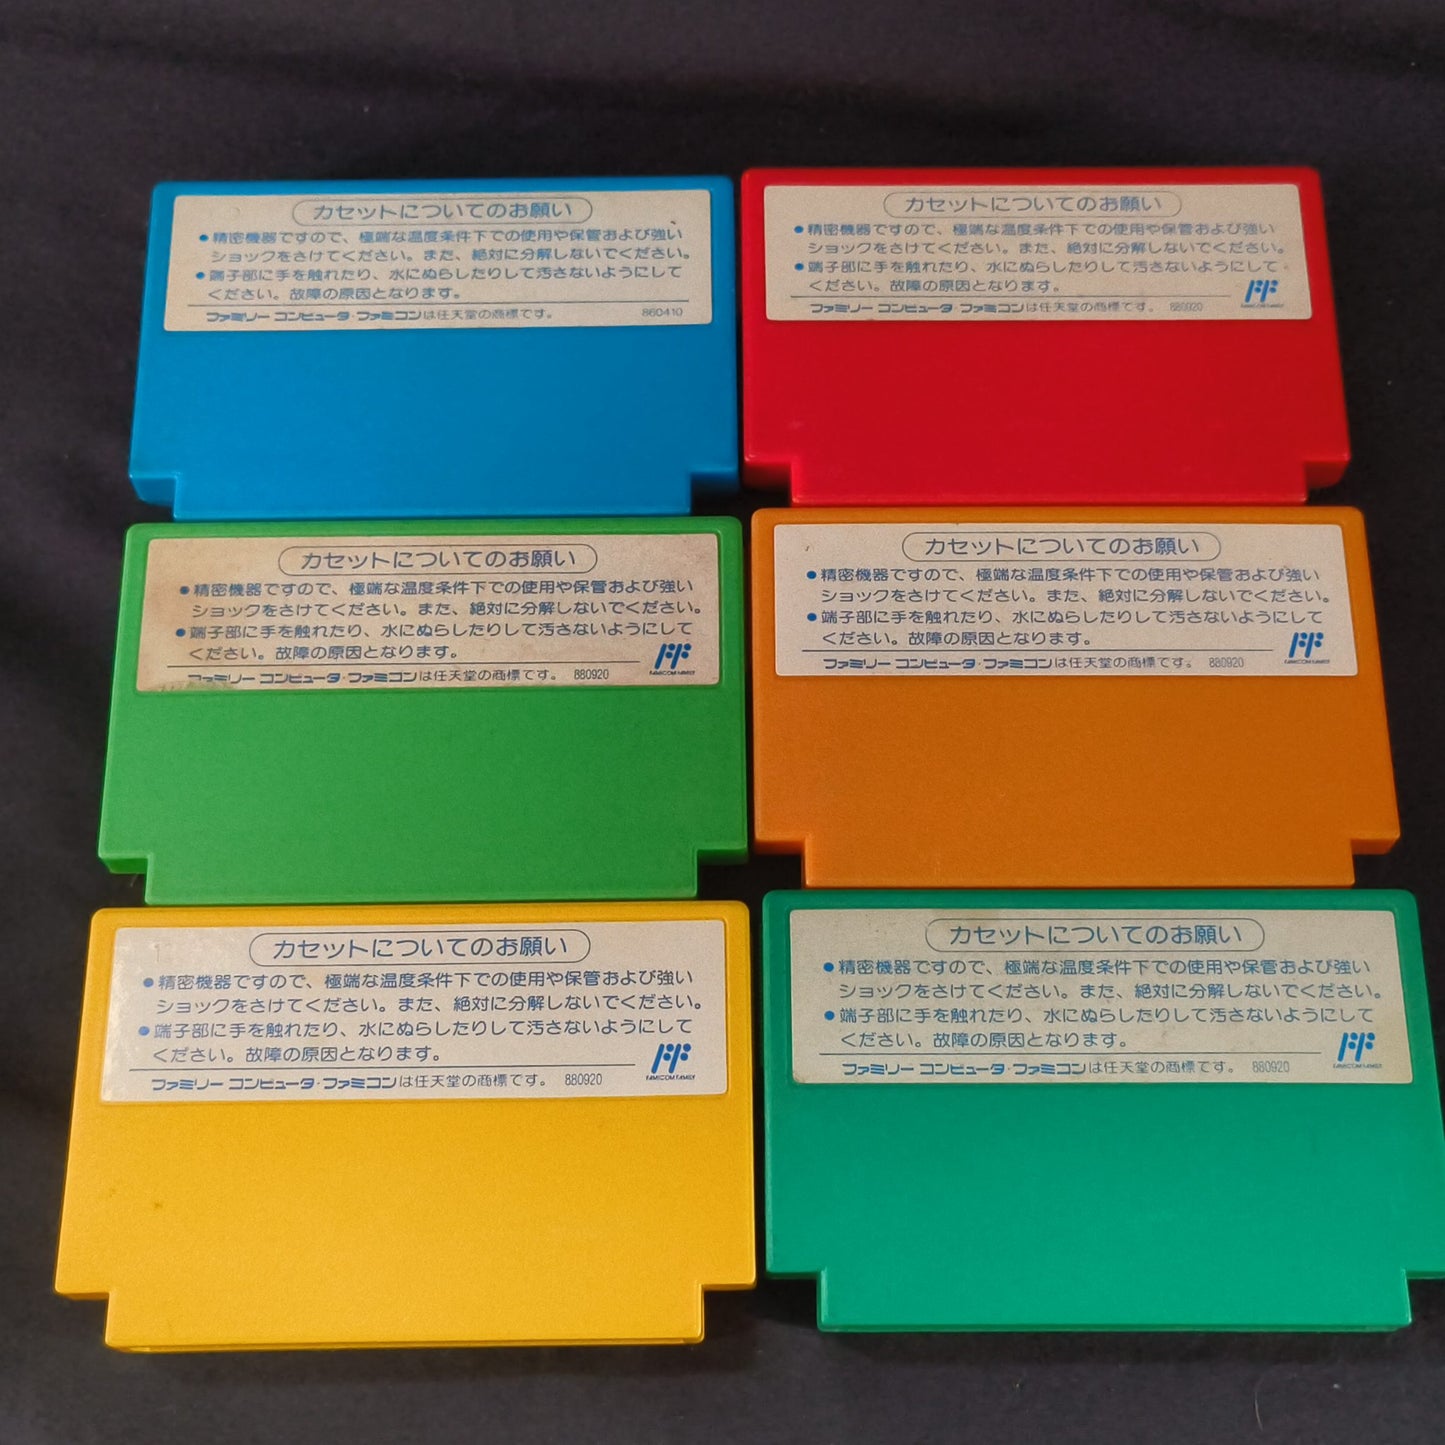 カセットについてのお願い
●精密機器ですので、極端な温度条件下での使用や保管および強い
ショックをさけてください。また、絶対に分解しないでください。
●端子部に手を触れたり、水にぬらしたりして汚さないようにして
ください。故障の原因となります。
ファミリー コンピュータ・ファミコンは任天堂の商標です。 860410
カセットについてのお願い
●精密機器ですので、極端な温度条件下での使用や保管および強い
ショックをさけてください。また、絶対に分解しないでください。
●端子部に手を触れたり、水にぬらしたりして汚さないようにして
ください。故障の原因となります。
FF
FAMICOM FAMILY
ファミリー コンピュータ・ファミコンは任天堂の商標です。 880920
カセットについてのお願い
●精密機器ですので、極端な温度条件下での使用や保管および強い
ショックをさけてください。また、絶対に分解しないでください。
●端子部に手を触れたり、水にぬらしたりして汚さないようにして
ください。故障の原因となります。
FF
FAMICOM FAMILY
ファミリー コンピュータ・ファミコンは任天堂の商標です。 880920
カセットについてのお願い
●精密機器ですので、極端な温度条件下での使用や保管および強い
ショックをさけてください。また、絶対に分解しないでください。
●端子部に手を触れたり、水にぬらしたりして汚さないようにして
ください。故障の原因となります。
FF
FAMICOM FAMILY
ファミリー コンピュータ・ファミコンは任天堂の商標です。 880920
カセットについてのお願い
●精密機器ですので、極端な温度条件下での使用や保管および強い
ショックをさけてください。また、絶対に分解しないでください。
●端子部に手を触れたり、水にぬらしたりして汚さないようにして
ください。故障の原因となります。
FF
FAMICOM FAMILY
ファミリー コンピュータ・ファミコンは任天堂の商標です。 880920
カセットについてのお願い
●精密機器ですので、極端な温度条件下での使用や保管および強い
ショックをさけてください。また、絶対に分解しないでください。
●端子部に手を触れたり、水にぬらしたりして汚さないようにして
ください。故障の原因となります。
FF
FAMICOM FAMILY
ファミリー コンピュータ・ファミコンは任天堂の商標です。 880920